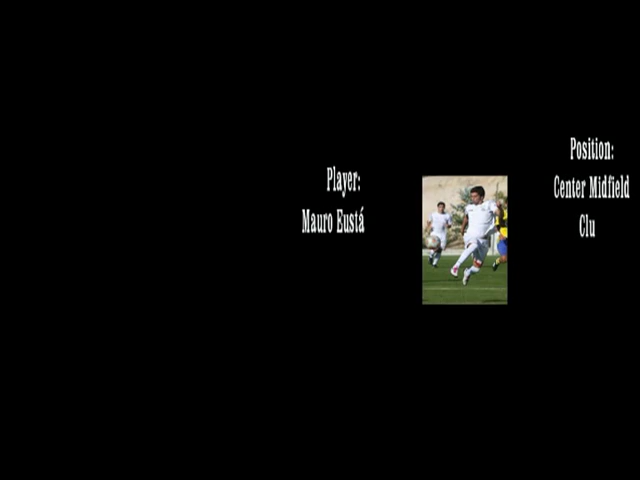 Player:
Mauro Eustá
Position:
Center Midfield
Clu